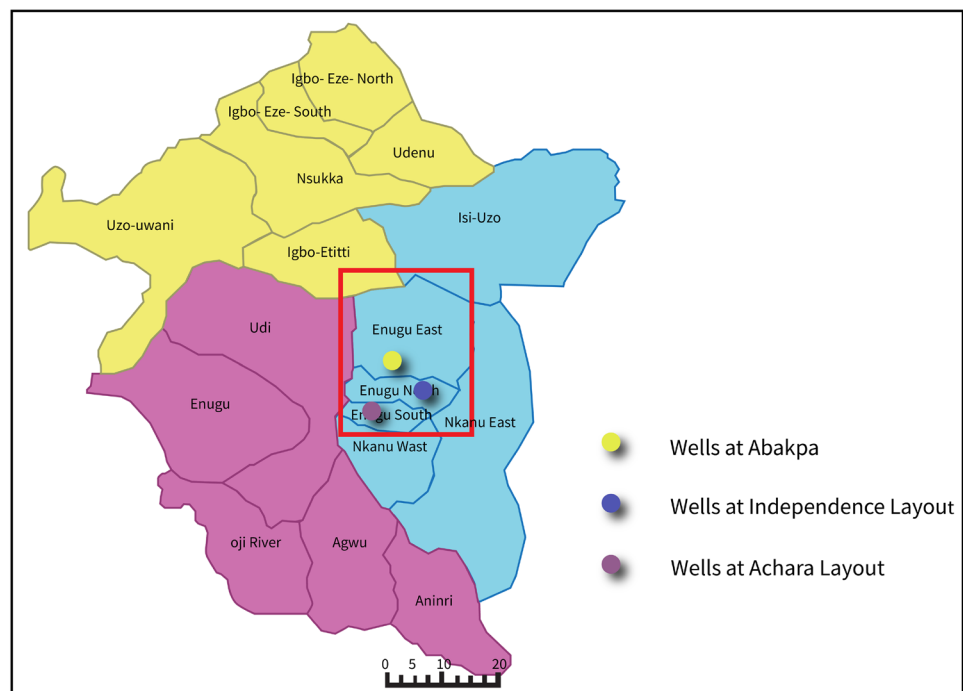 Igbo- Eze- North
Igbo- Eze- South
Udenu
Nsukka
Isi-Uzo
Uzo-uwani
Igbo-Etitti
Udi
Enugu East
Enugu North
Enugu
Enugu South
Nkanu East
Nkanu Wast
Wells at Abakpa
Wells at Independence Layout
oji River
Agwu
Wells at Achara Layout
Aninri
0 5 10 20